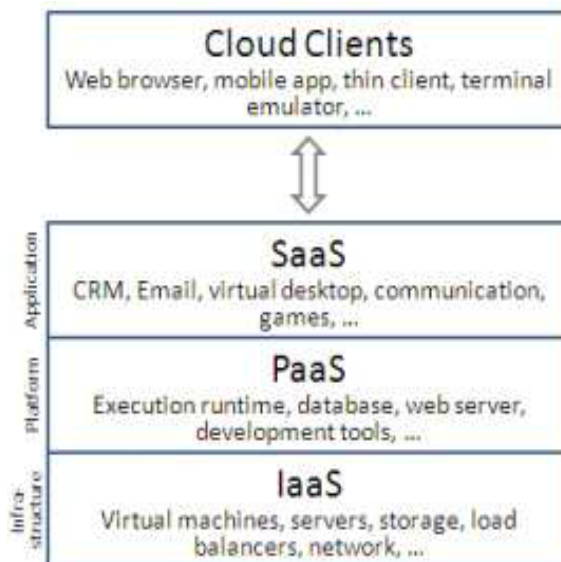 Cloud Clients
Web browser, mobile app, thin client, terminal
emulator, ...
Application
SaaS
CRM, Email, virtual desktop, communication,
games, ...
Platform
PaaS
Execution runtime, database, web server,
development tools, ...
Infra-
structure
IaaS
Virtual machines, servers, storage, load
balancers, network, ...